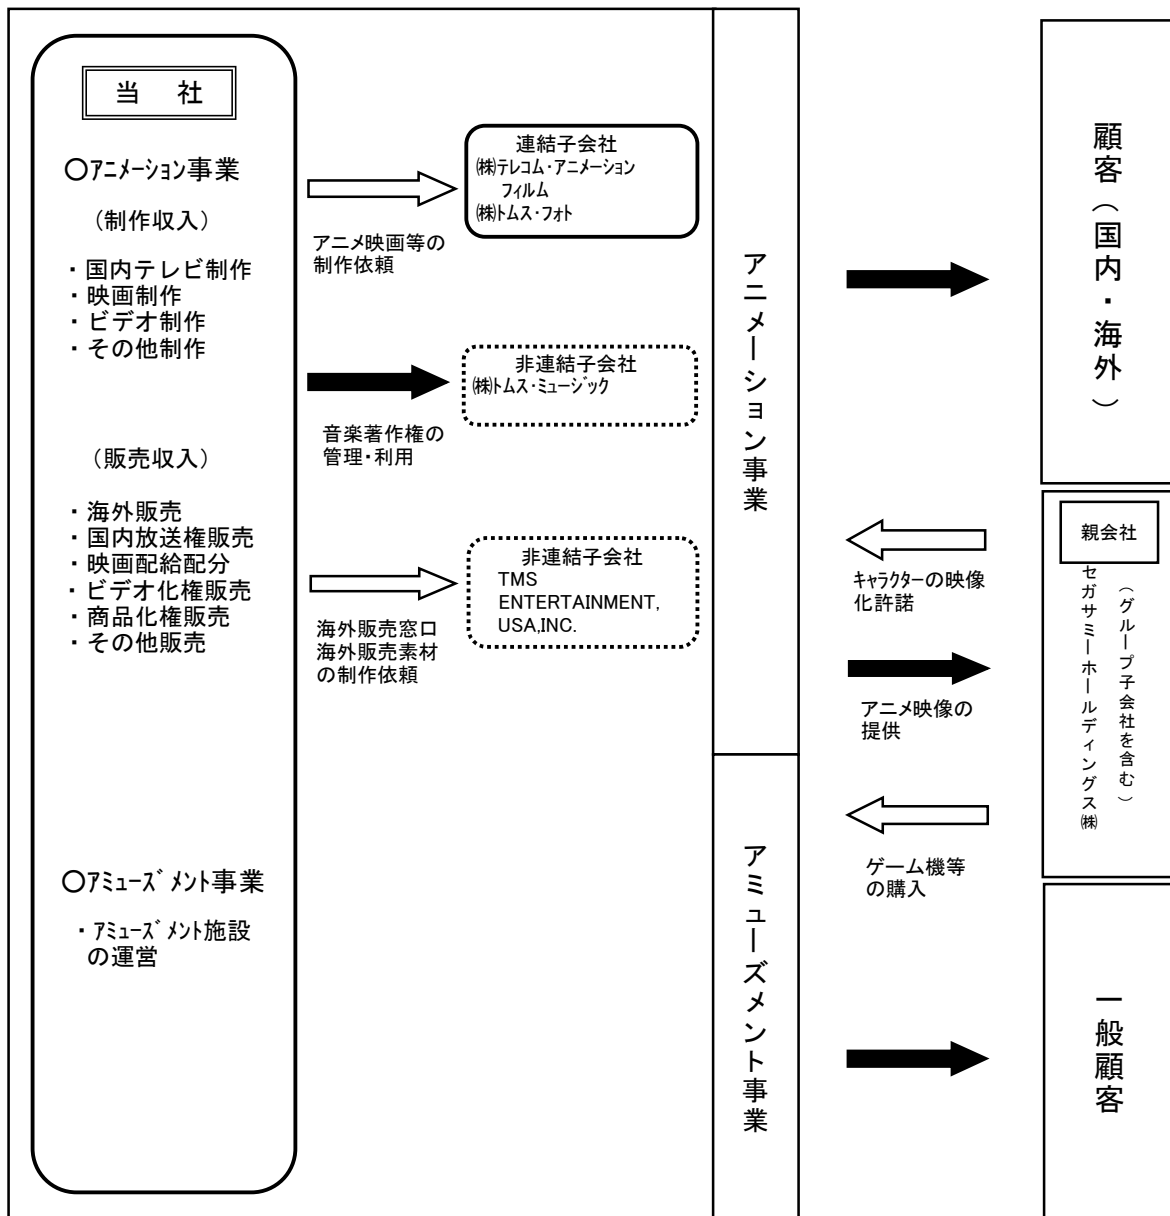 当 社
〇ｱﾆﾒｰｼｮﾝ事業
（制作収入）
・国内テレビ制作
・映画制作
・ビデオ制作
・その他制作
（販売収入）
・海外販売
・国内放送権販売
・映画配給配分
・ビデオ化権販売
・商品化権販売
・その他販売
〇ｱﾐｭｰｽﾞﾒﾝﾄ事業
・ｱﾐｭｰｽﾞﾒﾝﾄ施設
の運営
アニメ映画等の
制作依頼
音楽著作権の
管理・利用
海外販売窓口
海外販売素材
の制作依頼
連結子会社
㈱ﾃﾚｺﾑ・ｱﾆﾒｰｼｮﾝ
ﾌｨﾙﾑ
㈱ﾄﾑｽ・ﾌｫﾄ
非連結子会社
㈱ﾄﾑｽ・ﾐｭｰｼﾞｯｸ
非連結子会社
TMS
ENTERTAINMENT,
USA,INC.
アニメーション事業
アミューズメント事業
キャラクターの映像
化許諾
アニメ映像の
提供
ゲーム機等
の購入
顧客（国内・海外）
親会社
セガサミーホールディングス㈱
（グループ子会社を含む）
一般顧客